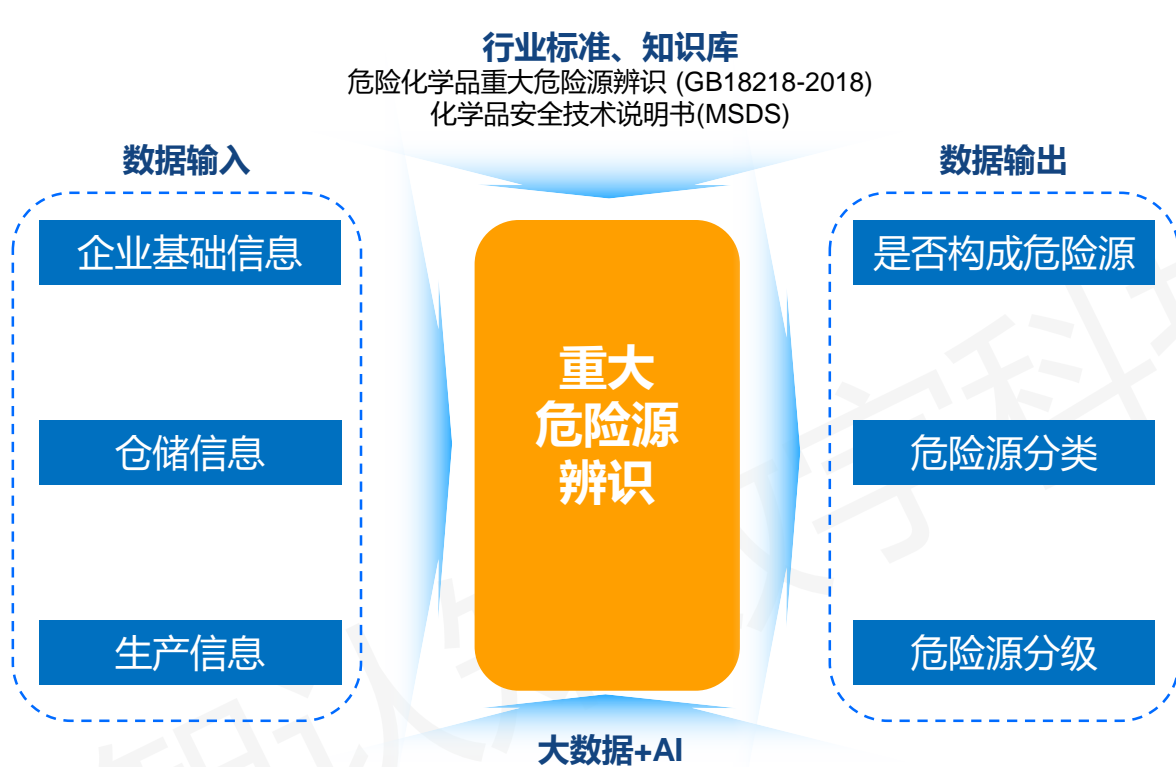 行业标准、知识库
危险化学品重大危险源辨识 (GB18218-2018)
化学品安全技术说明书(MSDS)
数据输入
数据输出
企业基础信息
仓储信息
生产信息
重大
危险源
辨识
是否构成危险源
危险源分类
危险源分级
大数据+AI